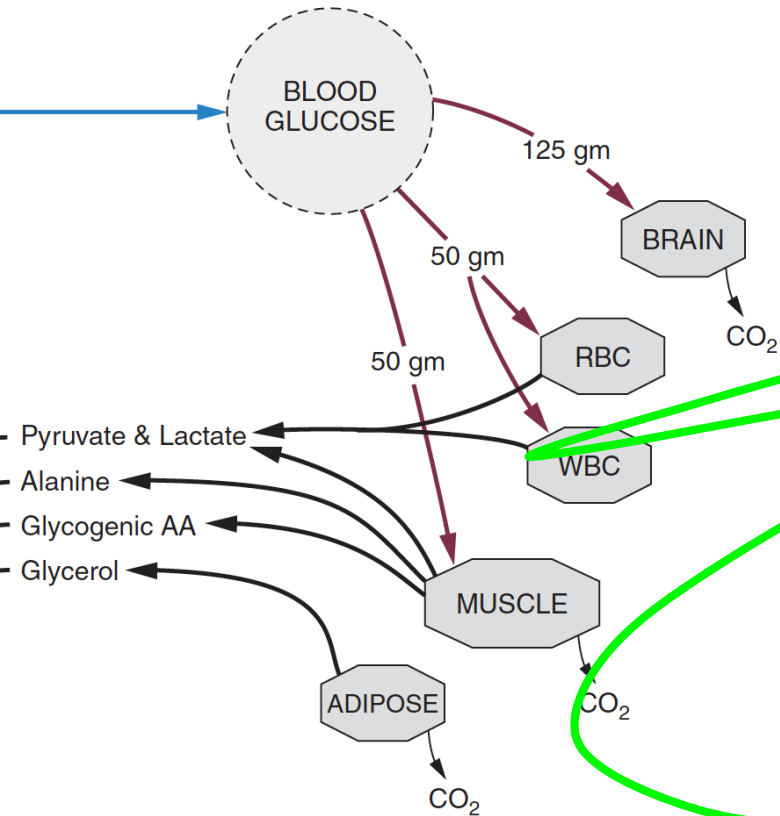 BLOOD
GLUCOSE
125 gm
BRAIN
50 gm
CO₂
RBC
50 gm
Pyruvate & Lactate
WBC
Alanine
Glycogenic AA
Glycerol
MUSCLE
ADIPOSE
CO₂
CO₂